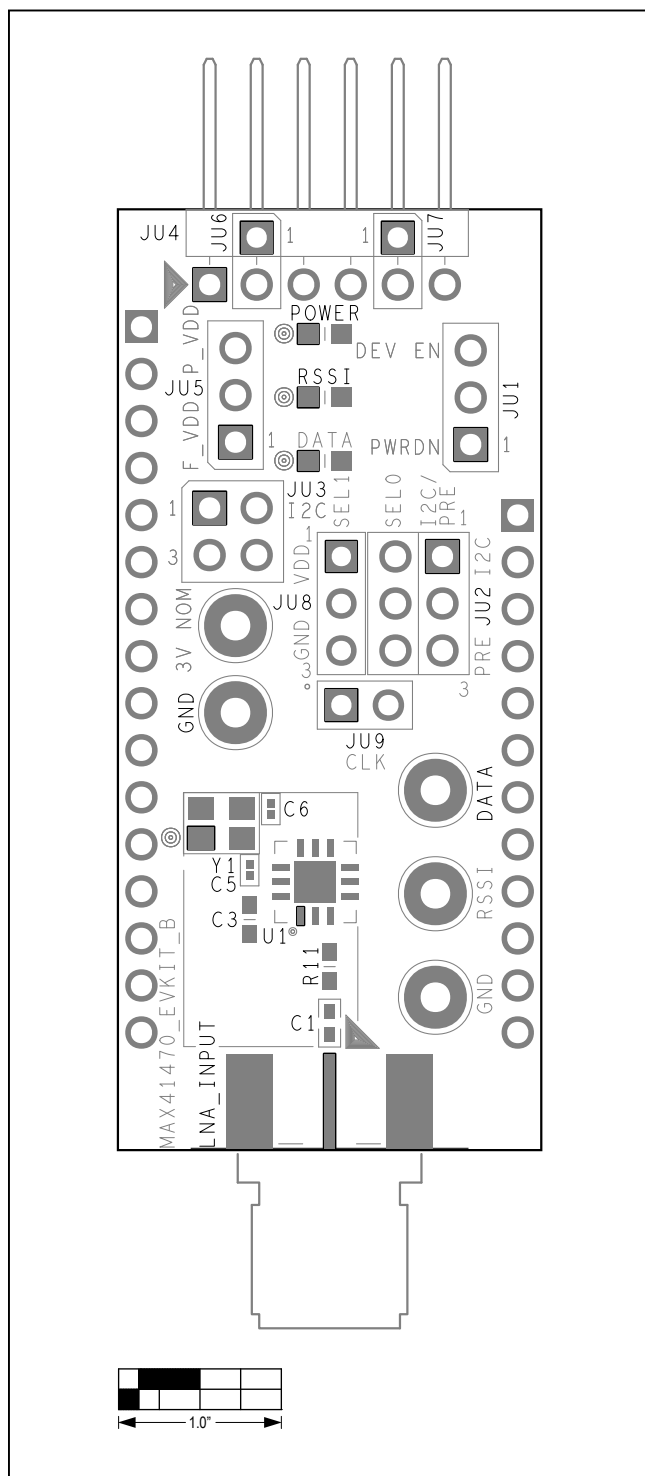 JU4
JU6
1
1
JU7
POWER
F_VDD
P_VDD
JU5
1
RSSI
DATA
DEV EN
PWRDN
JU1
1
JU3
I2C
1
3
SEL1
SEL0
I2C/
PRE
1
1
VDD
GND
JU8
3
I2C
PRE
JU2
3
3V NOM
GND
JU9
CLK
DATA
RSSI
GND
C6
Y1
C5
C3
U1
R11
C1
MAX41470_EVKIT_B
LNA_INPUT
1.0”